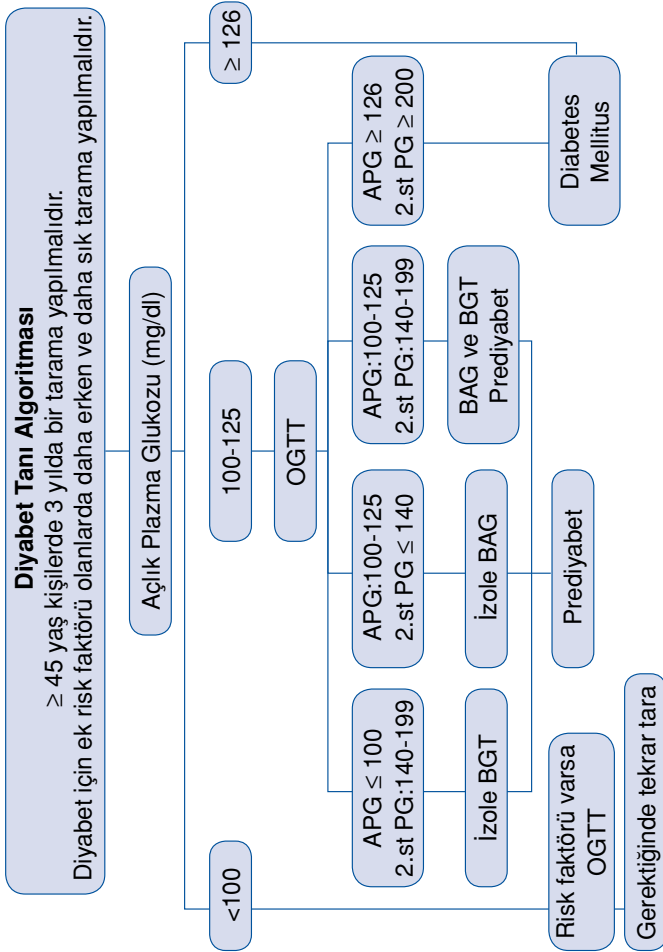 Diyabet Tanı Algoritması
≥ 45 yaş kişilerde 3 yılda bir tarama yapılmalıdır.
Diyabet için ek risk faktörü olanlarda daha erken ve daha sık tarama yapılmalıdır.
Açlık Plazma Glukozu (mg/dl)
<100
100-125
≥ 126
OGTT
APG ≤ 100
2.st PG:140-199
APG:100-125
2.st PG ≤ 140
APG:100-125
2.st PG:140-199
APG ≥ 126
2.st PG ≥ 200
İzole BGT
İzole BAG
BAG ve BGT
Prediyabet
Risk faktörü varsa
OGTT
Prediyabet
Diabetes
Mellitus
Gerektiğinde tekrar tara